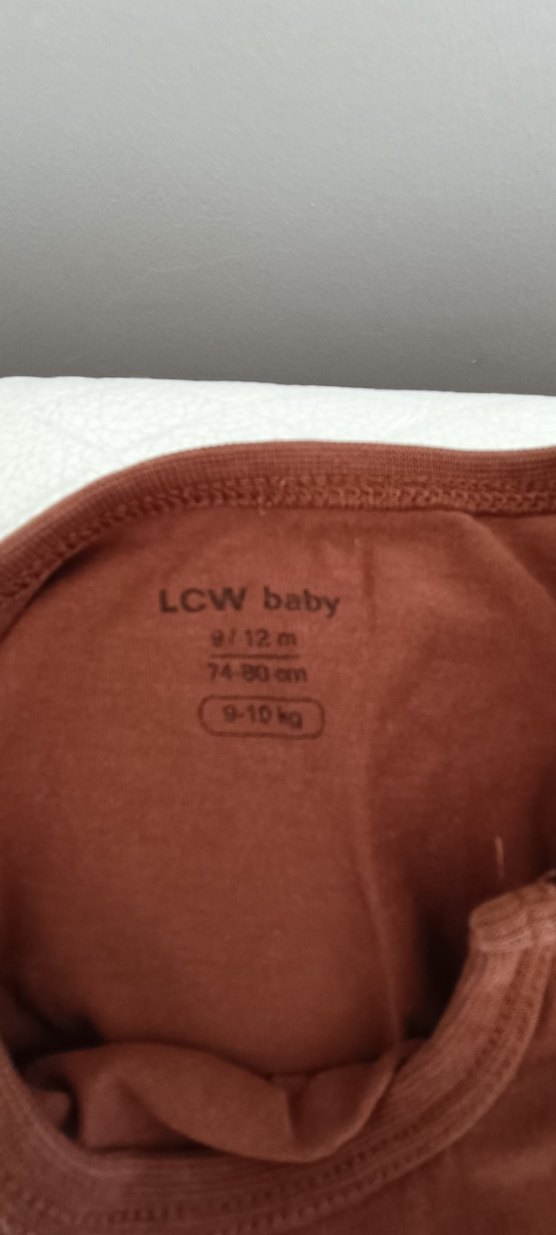 LCW baby
9/12 m
74-80 cm
9-10 kg